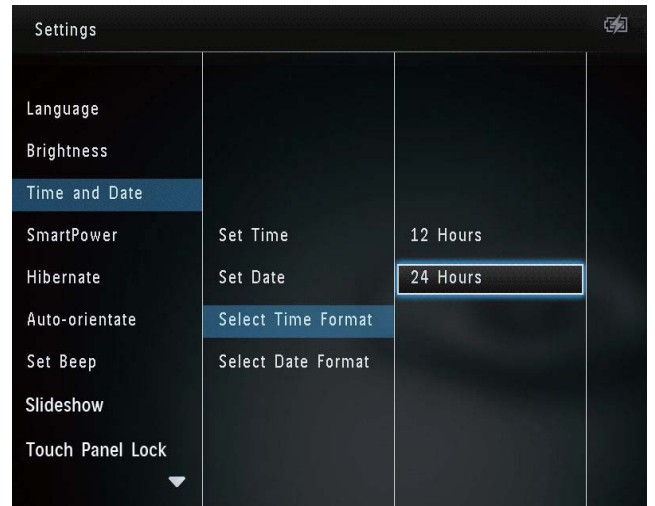 Settings
Language
Brightness
Time and Date
SmartPower
Hibernate
Auto-orientate
Set Beep
Slideshow
Touch Panel Lock
Set Time
Set Date
Select Time Format
Select Date Format
12 Hours
24 Hours